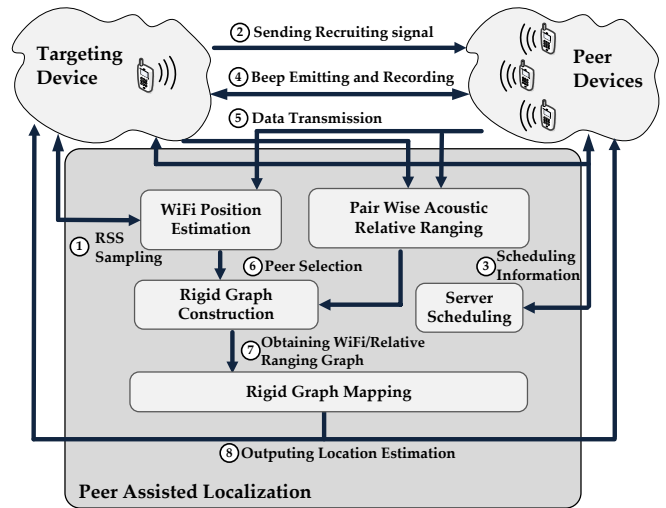 ② Sending Recruiting signal
Targeting
Device
Peer
Devices
④ Beep Emitting and Recording
⑤ Data Transmission
WiFi Position
Estimation
Pair Wise Acoustic
Relative Ranging
① RSS
Sampling
⑥ Peer Selection
③ Scheduling
Information
Rigid Graph
Construction
Server
Scheduling
⑦ Obtaining WiFi/Relative
Ranging Graph
Rigid Graph Mapping
⑧ Outputing Location Estimation
Peer Assisted Localization